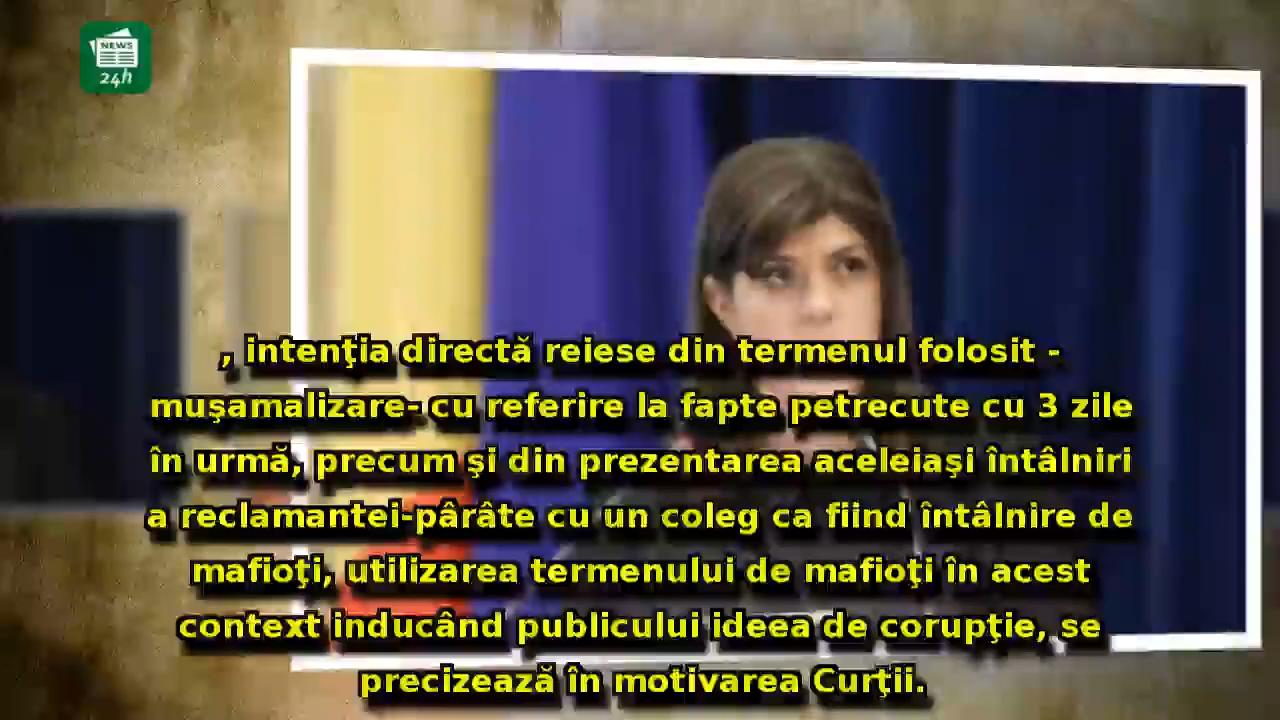 NEWS
24h
, intenţia directă reiese din termenul folosit -
muşamalizare- cu referire la fapte petrecute cu 3 zile
în urmă, precum şi din prezentarea aceleiaşi întâlniri
a reclamantei-pârâte cu un coleg ca fiind întâlnire de
mafioţi, utilizarea termenului de mafioţi în acest
context inducând publicului ideea de corupţie, se
precizează în motivarea Curţii.